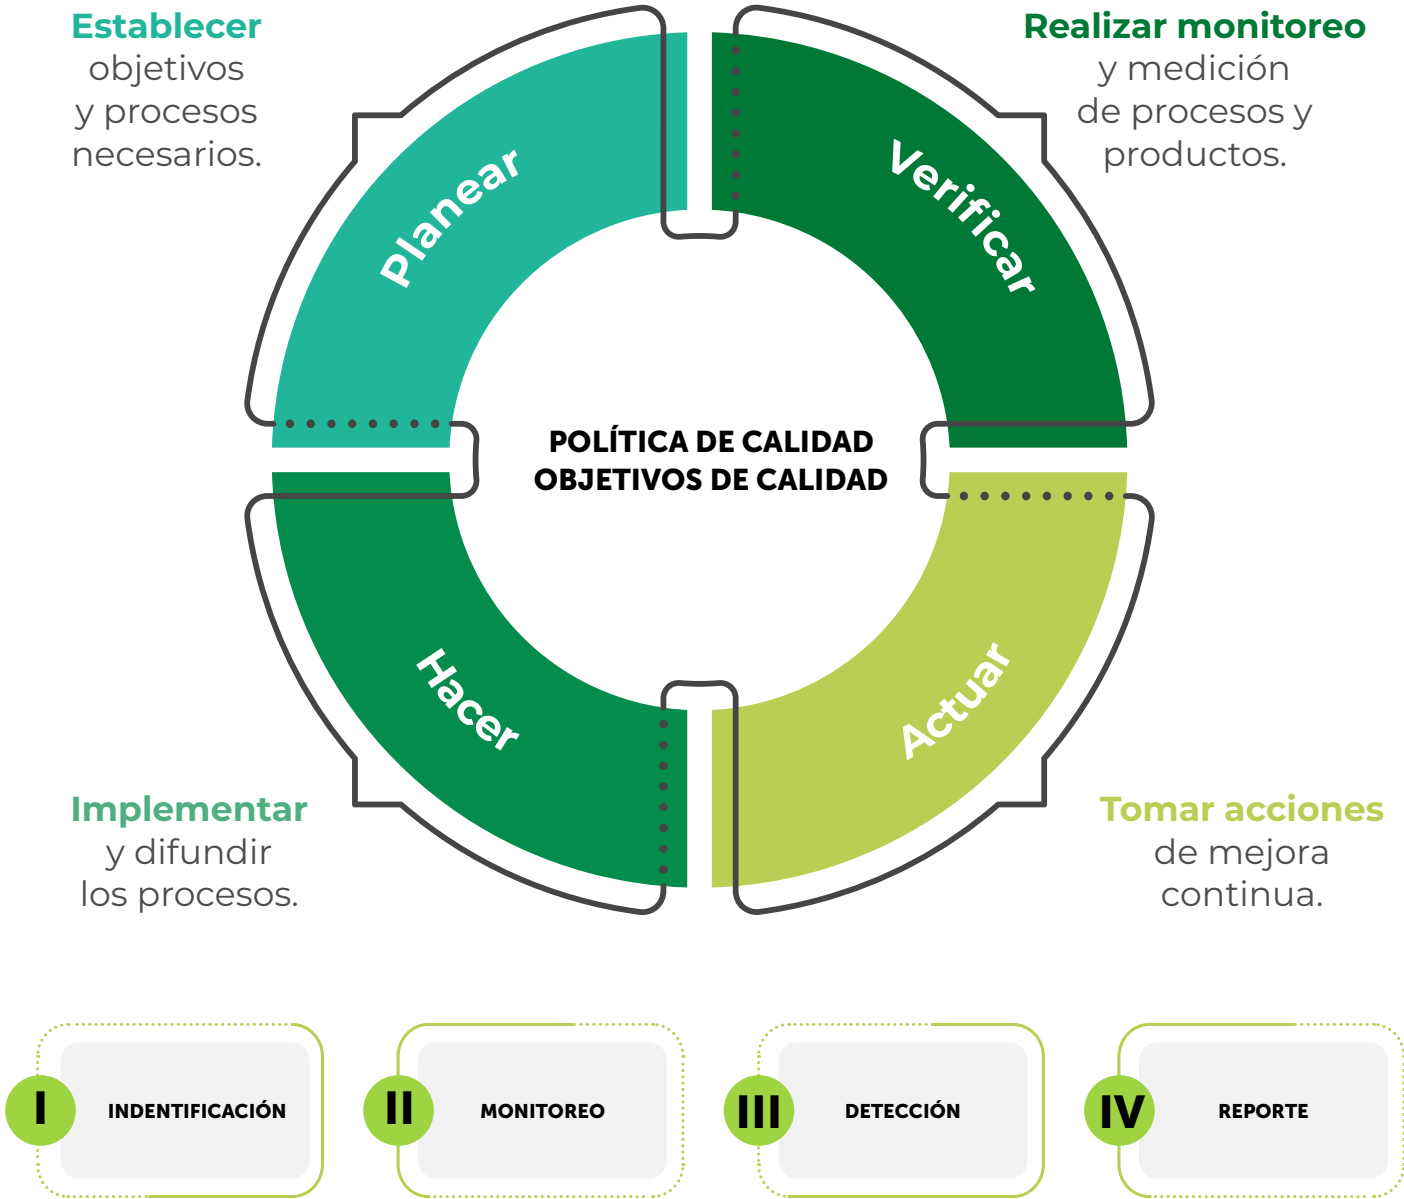 Establecer
objetivos
y procesos
necesarios.
Realizar monitoreo
y medición
de procesos y
productos.
Planear
Verificar
POLÍTICA DE CALIDAD
OBJETIVOS DE CALIDAD
Hacer
Actuar
Implementar
y difundir
los procesos.
Tomar acciones
de mejora
continua.
I
INDENTIFICACIÓN
II
MONITOREO
III
DETECCIÓN
IV
REPORTE